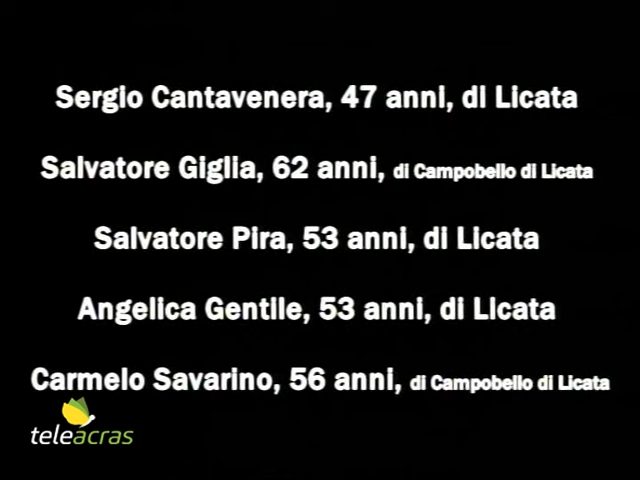 Sergio Cantavenera, 47 anni, di Licata
Salvatore Giglia, 62 anni, di Campobello di Licata
Salvatore Pira, 53 anni, di Licata
Angelica Gentile, 53 anni, di Licata
Carmelo Savarino, 56 anni, di Campobello di Licata
teleacras